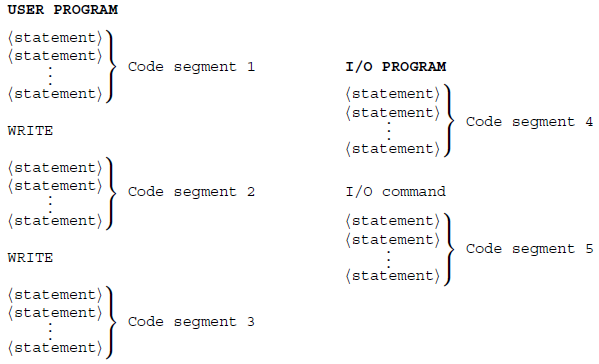 USER PROGRAM
⟨statement⟩
⟨statement⟩
⋮
⟨statement⟩
Code segment 1
WRITE
⟨statement⟩
⟨statement⟩
⋮
⟨statement⟩
Code segment 2
WRITE
⟨statement⟩
⟨statement⟩
⋮
⟨statement⟩
Code segment 3
I/O PROGRAM
⟨statement⟩
⟨statement⟩
⋮
⟨statement⟩
Code segment 4
I/O command
⟨statement⟩
⟨statement⟩
⋮
⟨statement⟩
Code segment 5